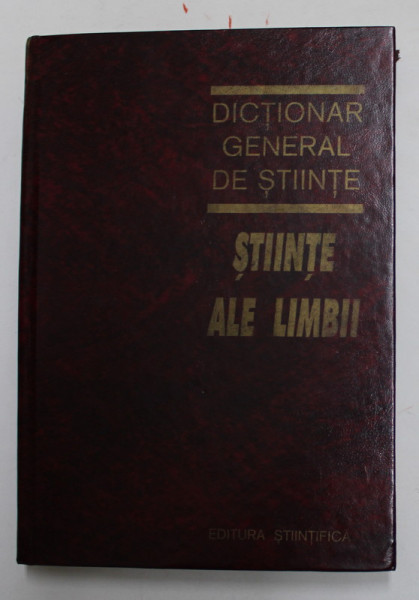 DICȚIONAR
GENERAL
DE ȘTIINȚE
ȘTIINȚE
ALE LIMBII
EDITURA ȘTIINȚIFICĂ